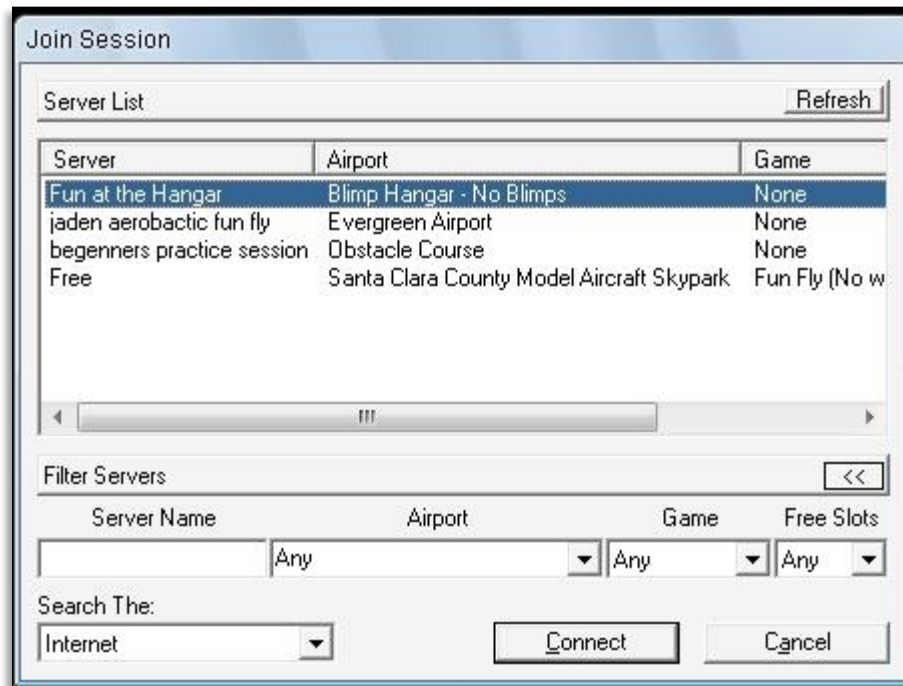 Join Session
Server List Refresh
Server Airport Game
Fun at the Hangar Blimp Hangar - No Blimps None
jaden aerobactic fun fly Evergreen Airport None
begenners practice session Obstacle Course None
Free Santa Clara County Model Aircraft Skypark Fun Fly (No w
Filter Servers <<
Server Name Airport Game Free Slots
Any Any Any
Search The:
Internet Connect Cancel